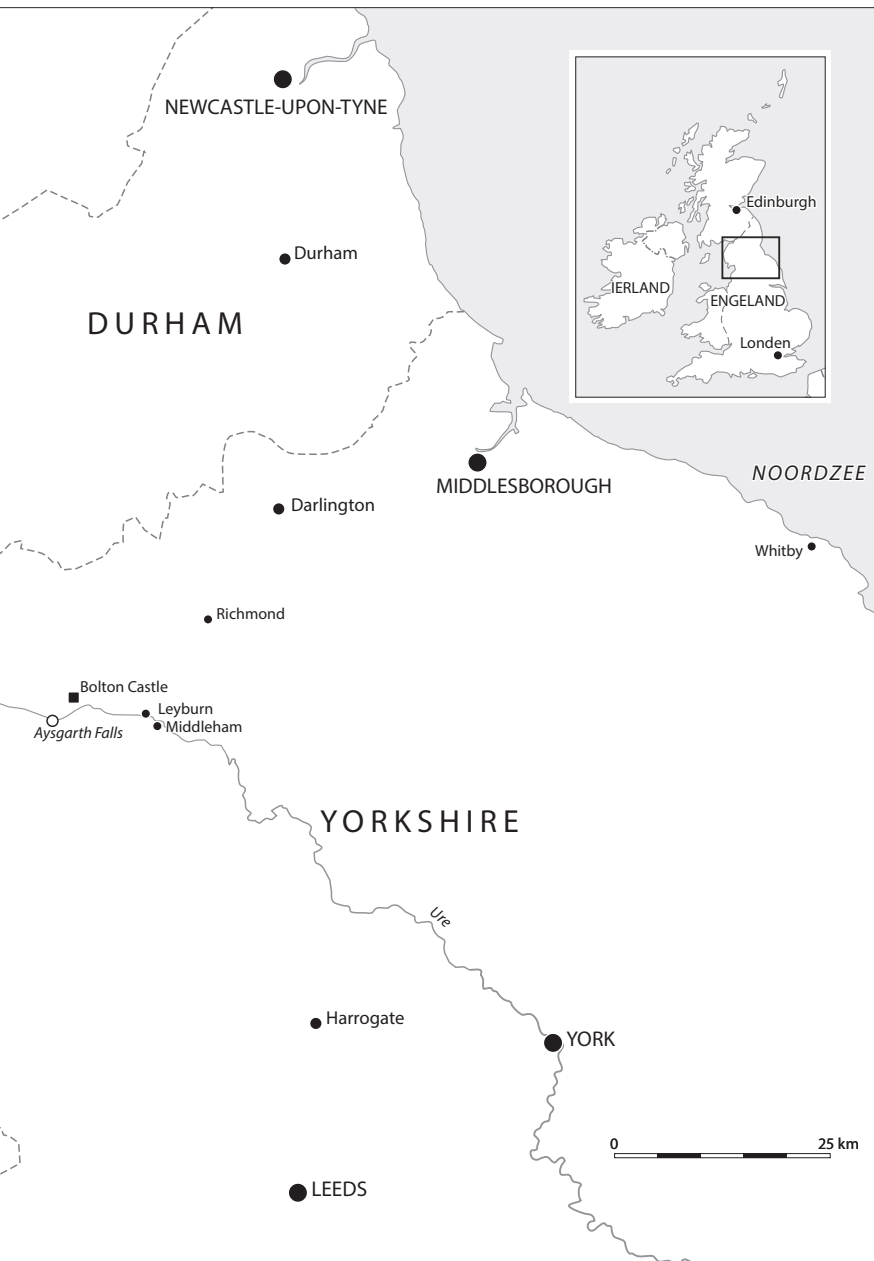 NEWCASTLE-UPON-TYNE
Edinburgh
Durham
IERLAND
ENGELAND
DURHAM
Londen
NOORDZEE
MIDDLESBOROUGH
Darlington
Whitby
Richmond
Bolton Castle
Leyburn
Middleham
Aysgarth Falls
YORKSHIRE
Ure
Harrogate
YORK
0 25 km
LEEDS